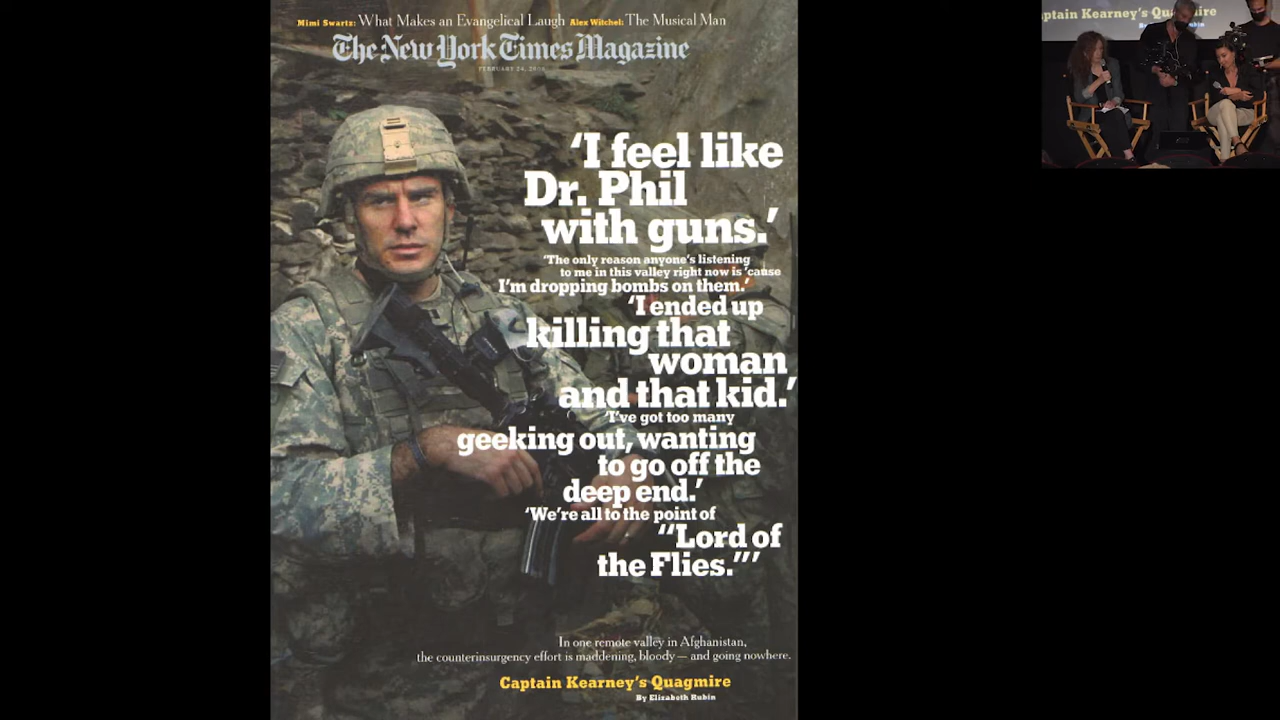 Mimi Swartz: What Makes an Evangelical Laugh Alex Witchel: The Musical Man
The New York Times Magazine
FEBRUARY 24,
'I feel like
Dr. Phil
with guns.'
'The only reason anyone's listening
to me in this valley right now is 'cause
I'm dropping bombs on them.'
'I ended up
killing that
woman
and that kid.'
'I've got too many
geeking out, wanting
to go off the
deep end.'
'We're all to the point of
"Lord of
the Flies."'
In one remote valley in Afghanistan,
the counterinsurgency effort is maddening, bloody — and going nowhere.
Captain Kearney's Quagmire
By Elizabeth Rubin
ptain Kearney's Qu gmire